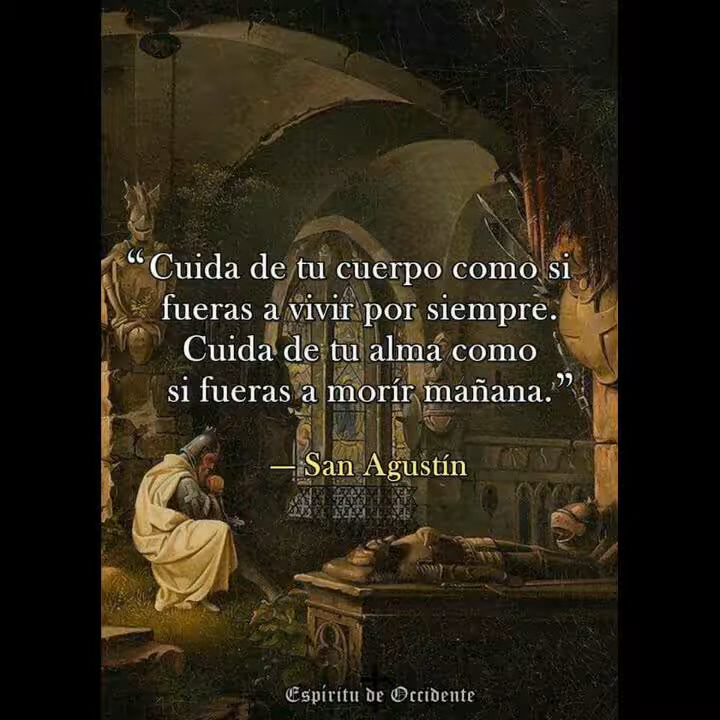 “Cuida de tu cuerpo como si
fueras a vivir por siempre.
Cuida de tu alma como
si fueras a morír mañana.”
— San Agustín
Espíritu de Occidente